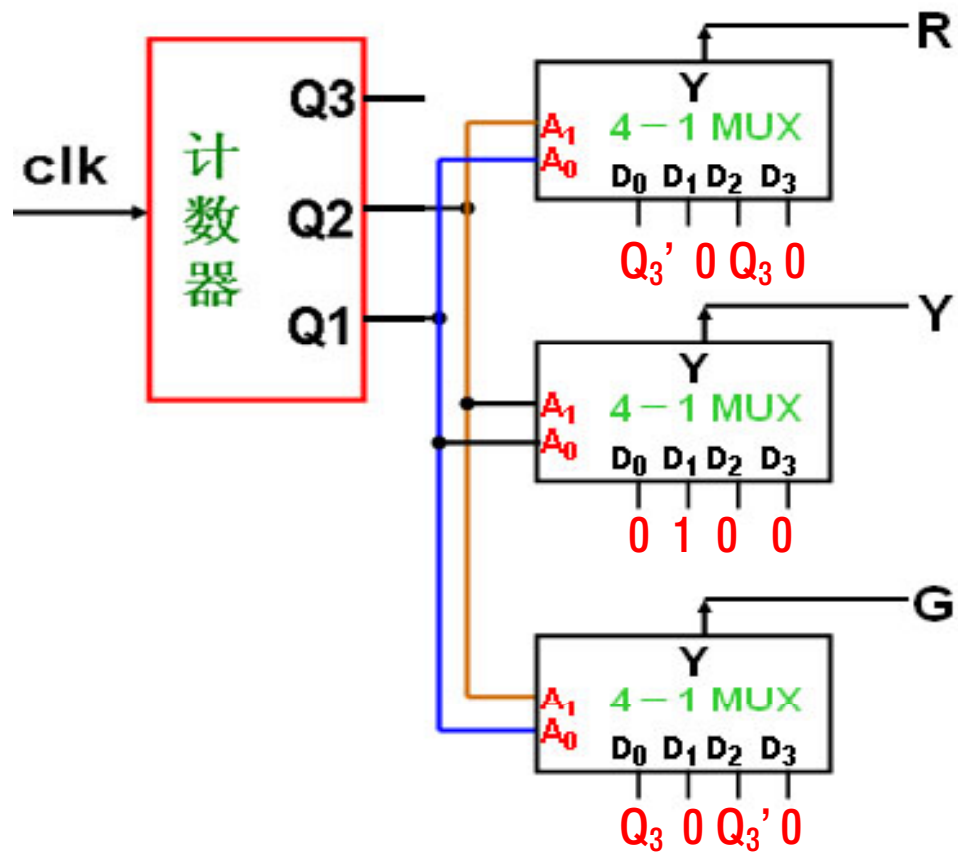 clk
计
数
器
Q3
Q2
Q1
R
Y
A₁ 4－1 MUX
A₀
D₀ D₁ D₂ D₃
Q₃’ 0 Q₃ 0
Y
Y
A₁ 4－1 MUX
A₀
D₀ D₁ D₂ D₃
0 1 0 0
G
Y
A₁ 4－1 MUX
A₀
D₀ D₁ D₂ D₃
Q₃ 0 Q₃’ 0